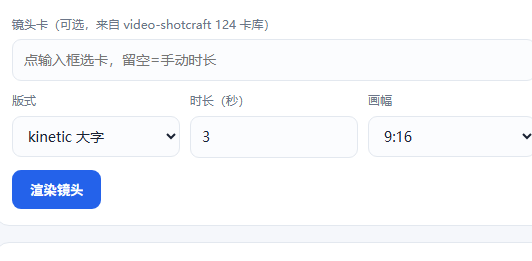 镜头卡（可选，来自 video-shotcraft 124 卡库）
点输入框选卡，留空=手动时长
版式 时长（秒） 画幅
kinetic 大字 3 9:16
渲染镜头